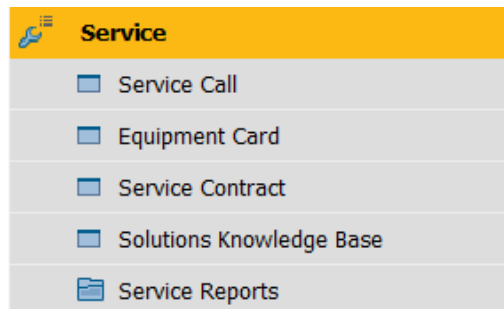 Service
Service Call
Equipment Card
Service Contract
Solutions Knowledge Base
Service Reports